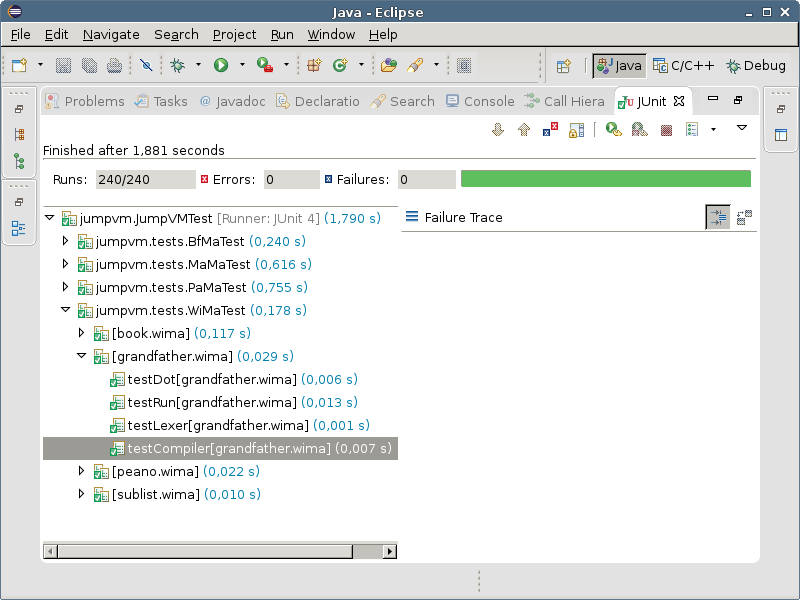 Java - Eclipse
File Edit Navigate Search Project Run Window Help
Java C/C++ Debug
Problems Tasks @ Javadoc Declaratio Search Console Call Hiera JUnit
Finished after 1,881 seconds
Runs: 240/240 Errors: 0 Failures: 0
jumpvm.JumpVMTest [Runner: JUnit 4] (1,790 s)
Failure Trace
jumpvm.tests.BfMaTest (0,240 s)
jumpvm.tests.MaMaTest (0,616 s)
jumpvm.tests.PaMaTest (0,755 s)
jumpvm.tests.WiMaTest (0,178 s)
[book.wima] (0,117 s)
[grandfather.wima] (0,029 s)
testDot[grandfather.wima] (0,006 s)
testRun[grandfather.wima] (0,013 s)
testLexer[grandfather.wima] (0,001 s)
testCompiler[grandfather.wima] (0,007 s)
[peano.wima] (0,022 s)
[sublist.wima] (0,010 s)